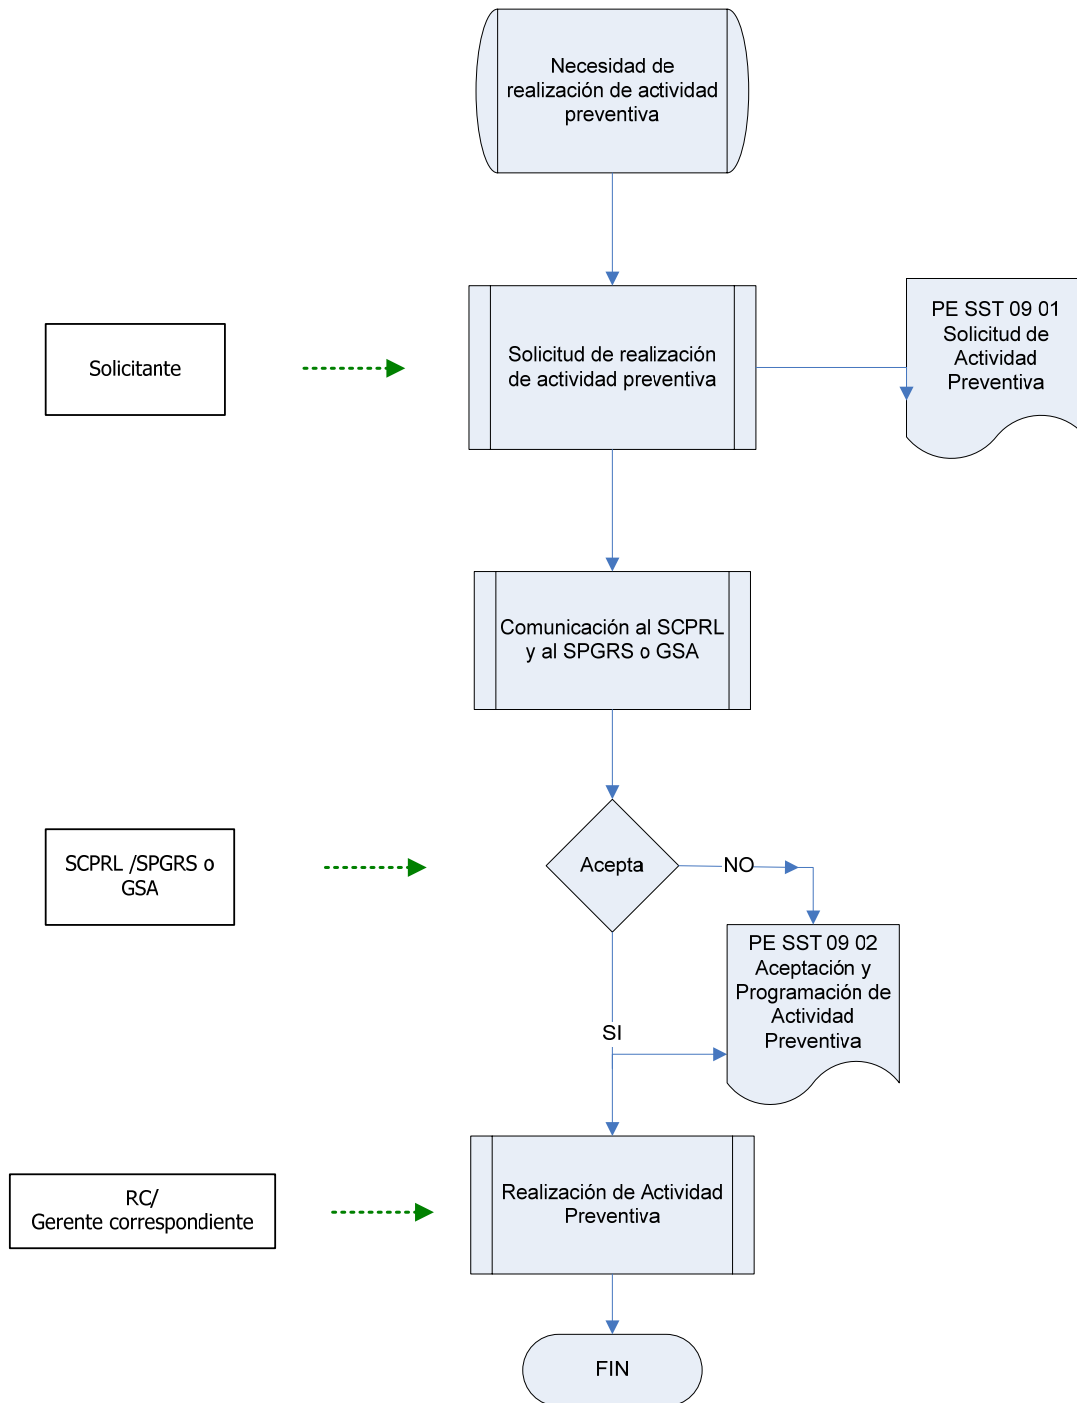 Necesidad de
realización de actividad
preventiva
Solicitante
Solicitud de realización
de actividad preventiva
PE SST 09 01
Solicitud de
Actividad
Preventiva
Comunicación al SCPRL
y al SPGRS o GSA
SCPRL /SPGRS o
GSA
Acepta
NO
PE SST 09 02
Aceptación y
Programación de
Actividad
Preventiva
SI
RC/
Gerente correspondiente
Realización de Actividad
Preventiva
FIN